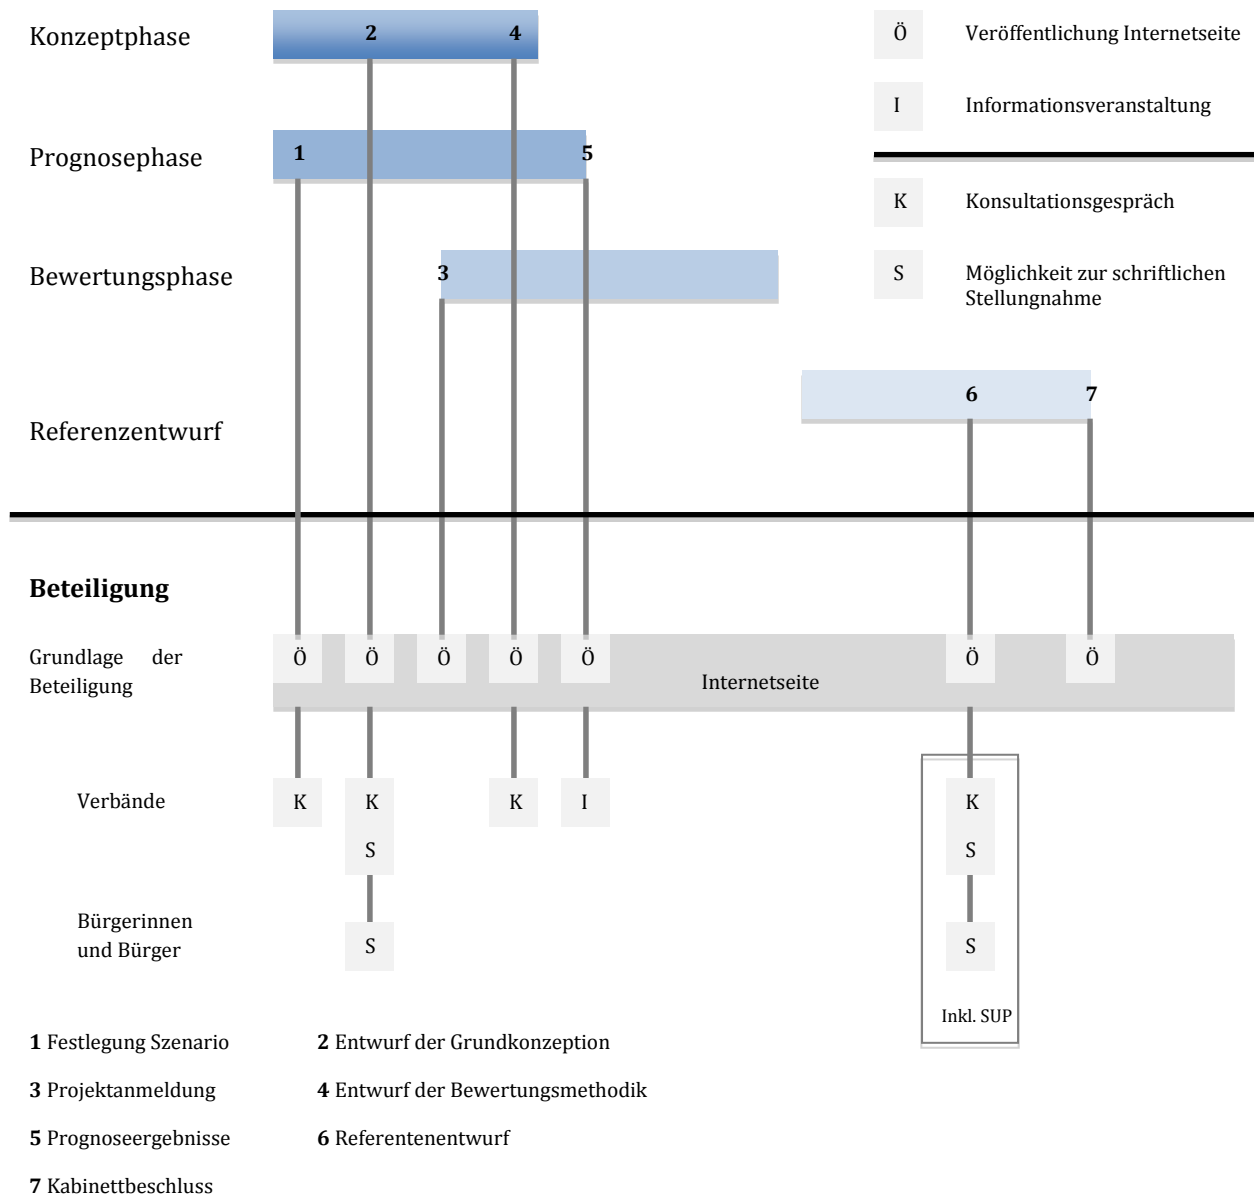 Konzeptphase
2 4
Ö Veröffentlichung Internetseite
I Informationsveranstaltung
Prognosephase
1 5
K Konsultationsgespräch
Bewertungsphase
3
S Möglichkeit zur schriftlichen
Stellungnahme
6 7
Referenzentwurf
Beteiligung
Grundlage der
Beteiligung
Ö Ö Ö Ö Ö Ö Ö
Internetseite
Verbände
K K K I K
S S
Bürgerinnen
und Bürger
S S
Inkl. SUP
1 Festlegung Szenario
2 Entwurf der Grundkonzeption
3 Projektanmeldung
4 Entwurf der Bewertungsmethodik
5 Prognoseergebnisse
6 Referentenentwurf
7 Kabinettbeschluss